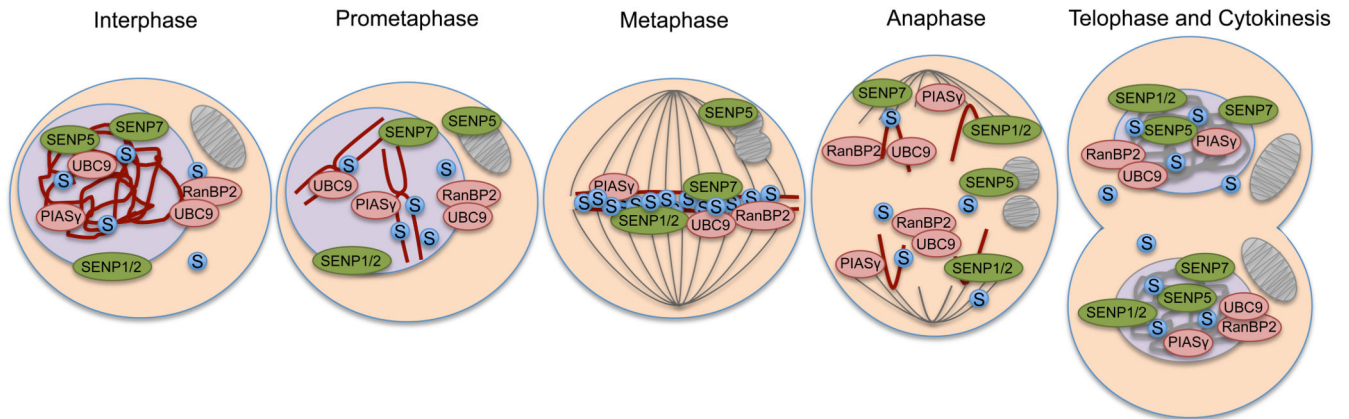 Interphase
Prometaphase
Metaphase
Anaphase
Telophase and Cytokinesis
SENP5
SENP7
UBC9
S
S
S
RanBP2
UBC9
PIASγ
S
S
SENP1/2
SENP7
SENP5
S
S
UBC9
RanBP2
PIASγ
S
UBC9
S
S
SENP1/2
SENP5
PIASγ
SENP7
S
S
S
S
S
S
S
S
S
S
S
S
S
SENP1/2
UBC9
RanBP2
SENP7
PIASγ
S
SENP1/2
RanBP2
UBC9
SENP5
S
S
RanBP2
UBC9
PIASγ
S
SENP1/2
S
SENP1/2
SENP7
S
S
SENP5
PIASγ
RanBP2
S
UBC9
S
S
S
SENP7
S
SENP5
SENP1/2
UBC9
S
S
RanBP2
PIASγ